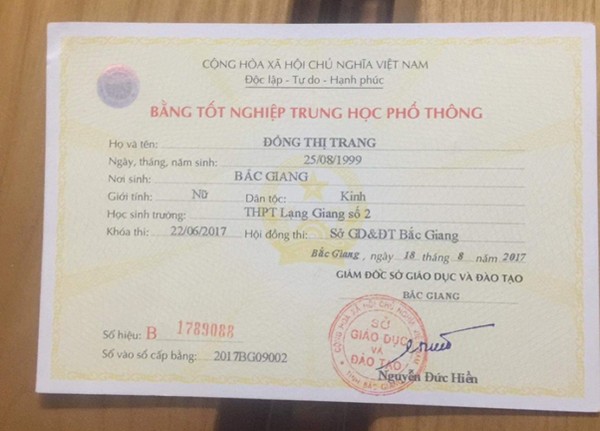 CỘNG HÒA XÃ HỘI CHỦ NGHĨA VIỆT NAM
Độc lập - Tự do - Hạnh phúc
BẰNG TỐT NGHIỆP TRUNG HỌC PHỔ THÔNG
Họ và tên: ĐỒNG THỊ TRANG
Ngày, tháng, năm sinh: 25/08/1999
Nơi sinh: BẮC GIANG
Giới tính: Nữ Dân tộc: Kinh
Học sinh trường: THPT Lạng Giang số 2
Khóa thi: 22/06/2017 Hội đồng thi: Sở GD&ĐT Bắc Giang
Bắc Giang, ngày 18 tháng 8 năm 2017
GIÁM ĐỐC SỞ GIÁO DỤC VÀ ĐÀO TẠO
BẮC GIANG
SỞ
GIÁO DỤC
VÀ
ĐÀO TẠO
Số hiệu: B 1789088
Số vào sổ cấp bằng: 2017BG09002
Nguyễn Đức Hiền